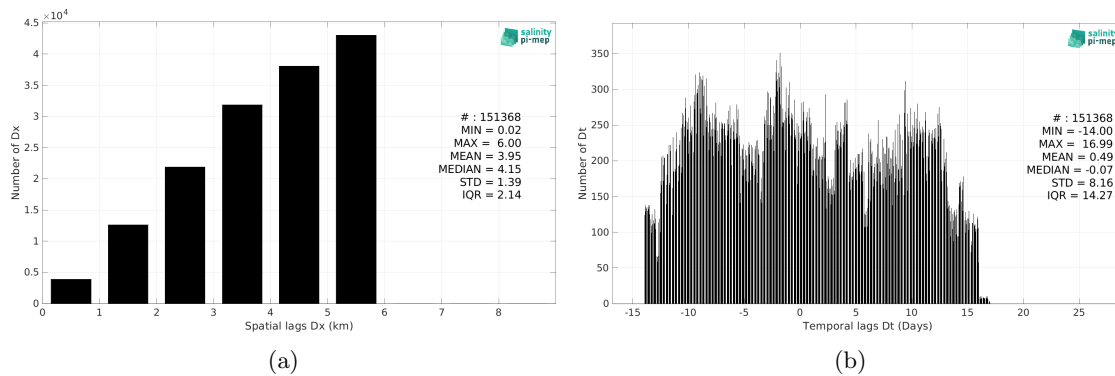 ×10⁴
4.5
4
3.5
3
2.5
2
1.5
1
0.5
0
Number of Dx
0 1 2 3 4 5 6 7 8
Spatial lags Dx (km)
salinity
pi-mep
# : 151368
MIN = 0.02
MAX = 6.00
MEAN = 3.95
MEDIAN = 4.15
STD = 1.39
IQR = 2.14
(a)
350
300
250
200
150
100
50
0
Number of Dt
-15 -10 -5 0 5 10 15 20 25
Temporal lags Dt (Days)
salinity
pi-mep
# : 151368
MIN = -14.00
MAX = 16.99
MEAN = 0.49
MEDIAN = -0.07
STD = 8.16
IQR = 14.27
(b)